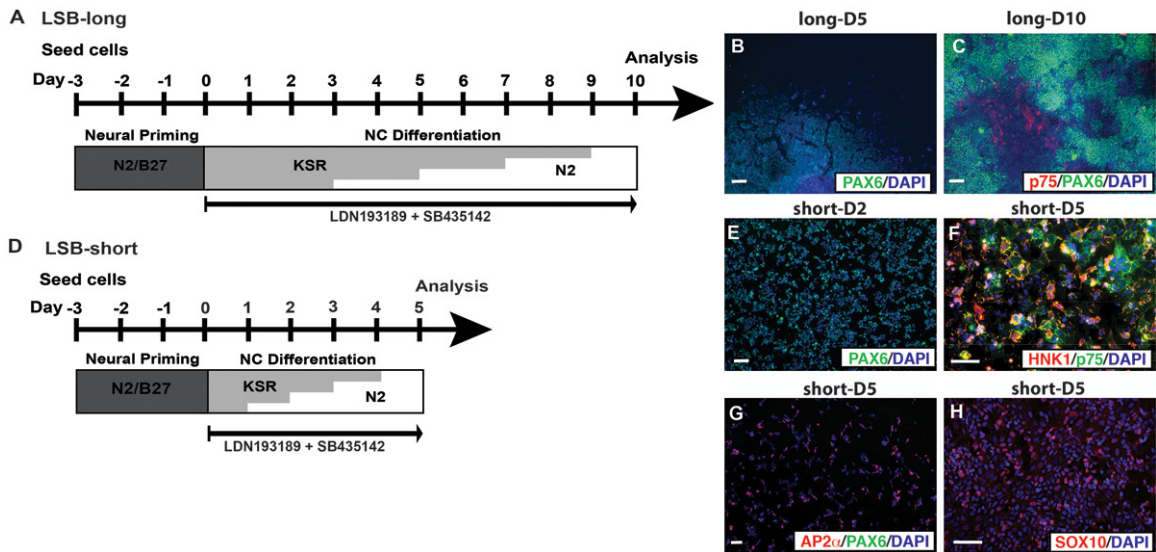 A LSB-long
Seed cells
Analysis
Day -3 -2 -1 0 1 2 3 4 5 6 7 8 9 10
Neural Priming NC Differentiation
N2/B27 KSR N2
LDN193189 + SB435142
D LSB-short
Seed cells
Analysis
Day -3 -2 -1 0 1 2 3 4 5
Neural Priming NC Differentiation
N2/B27 KSR N2
LDN193189 + SB435142
long-D5 long-D10
B C
PAX6/DAPI p75/PAX6/DAPI
short-D2 short-D5
E F
PAX6/DAPI HNK1/p75/DAPI
short-D5 short-D5
G H
AP2α/PAX6/DAPI SOX10/DAPI